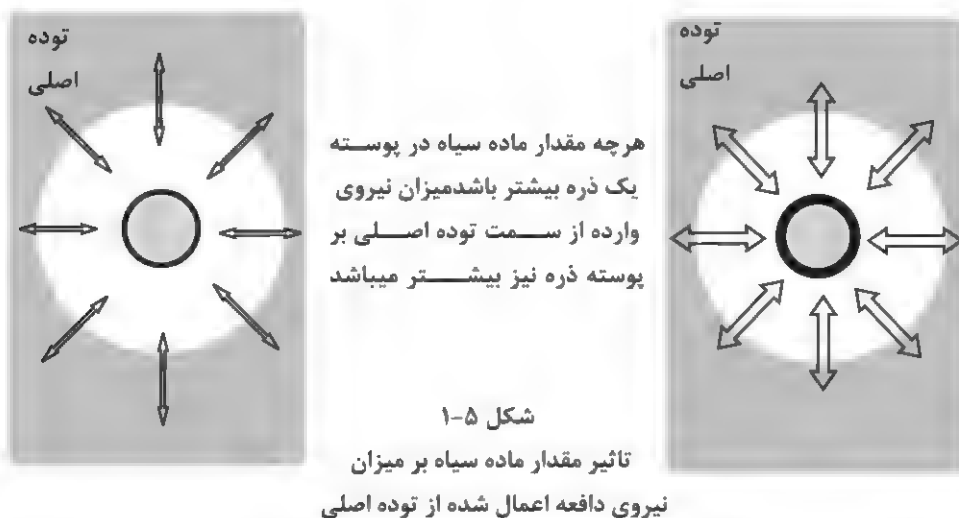 توده
اصلی
توده
اصلی
هرچه مقدار ماده سیاه در پوسته
یک ذره بیشتر باشدمیزان نیروی
وارده از سمت توده اصلی بر
پوسته ذره نیز بیشتر میباشد
شکل ۵-۱
تاثیر مقدار ماده سیاه بر میزان
نیروی دافعه اعمال شده از توده اصلی